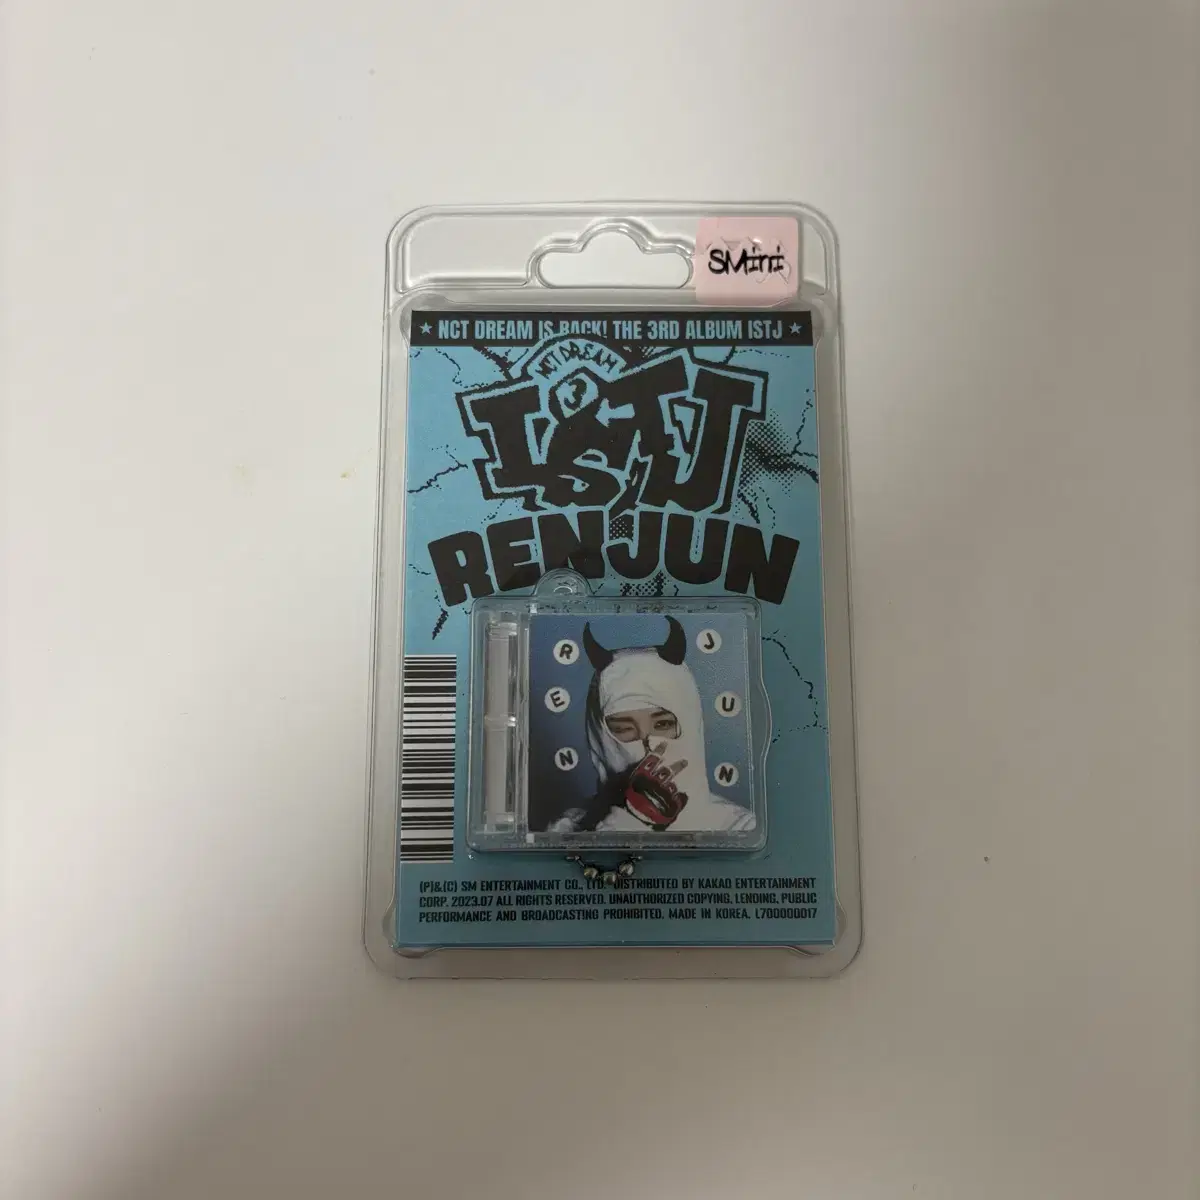 SMini
★ NCT DREAM IS BACK! THE 3RD ALBUM ISTJ ★
NCT DREAM
3
ISTJ
RENJUN
R J
E U
N N
(P)&(C) SM ENTERTAINMENT CO., LTD. DISTRIBUTED BY KAKAO ENTERTAINMENT
CORP. 2023.07 ALL RIGHTS RESERVED. UNAUTHORIZED COPYING, LENDING, PUBLIC
PERFORMANCE AND BROADCASTING PROHIBITED. MADE IN KOREA. L700000017